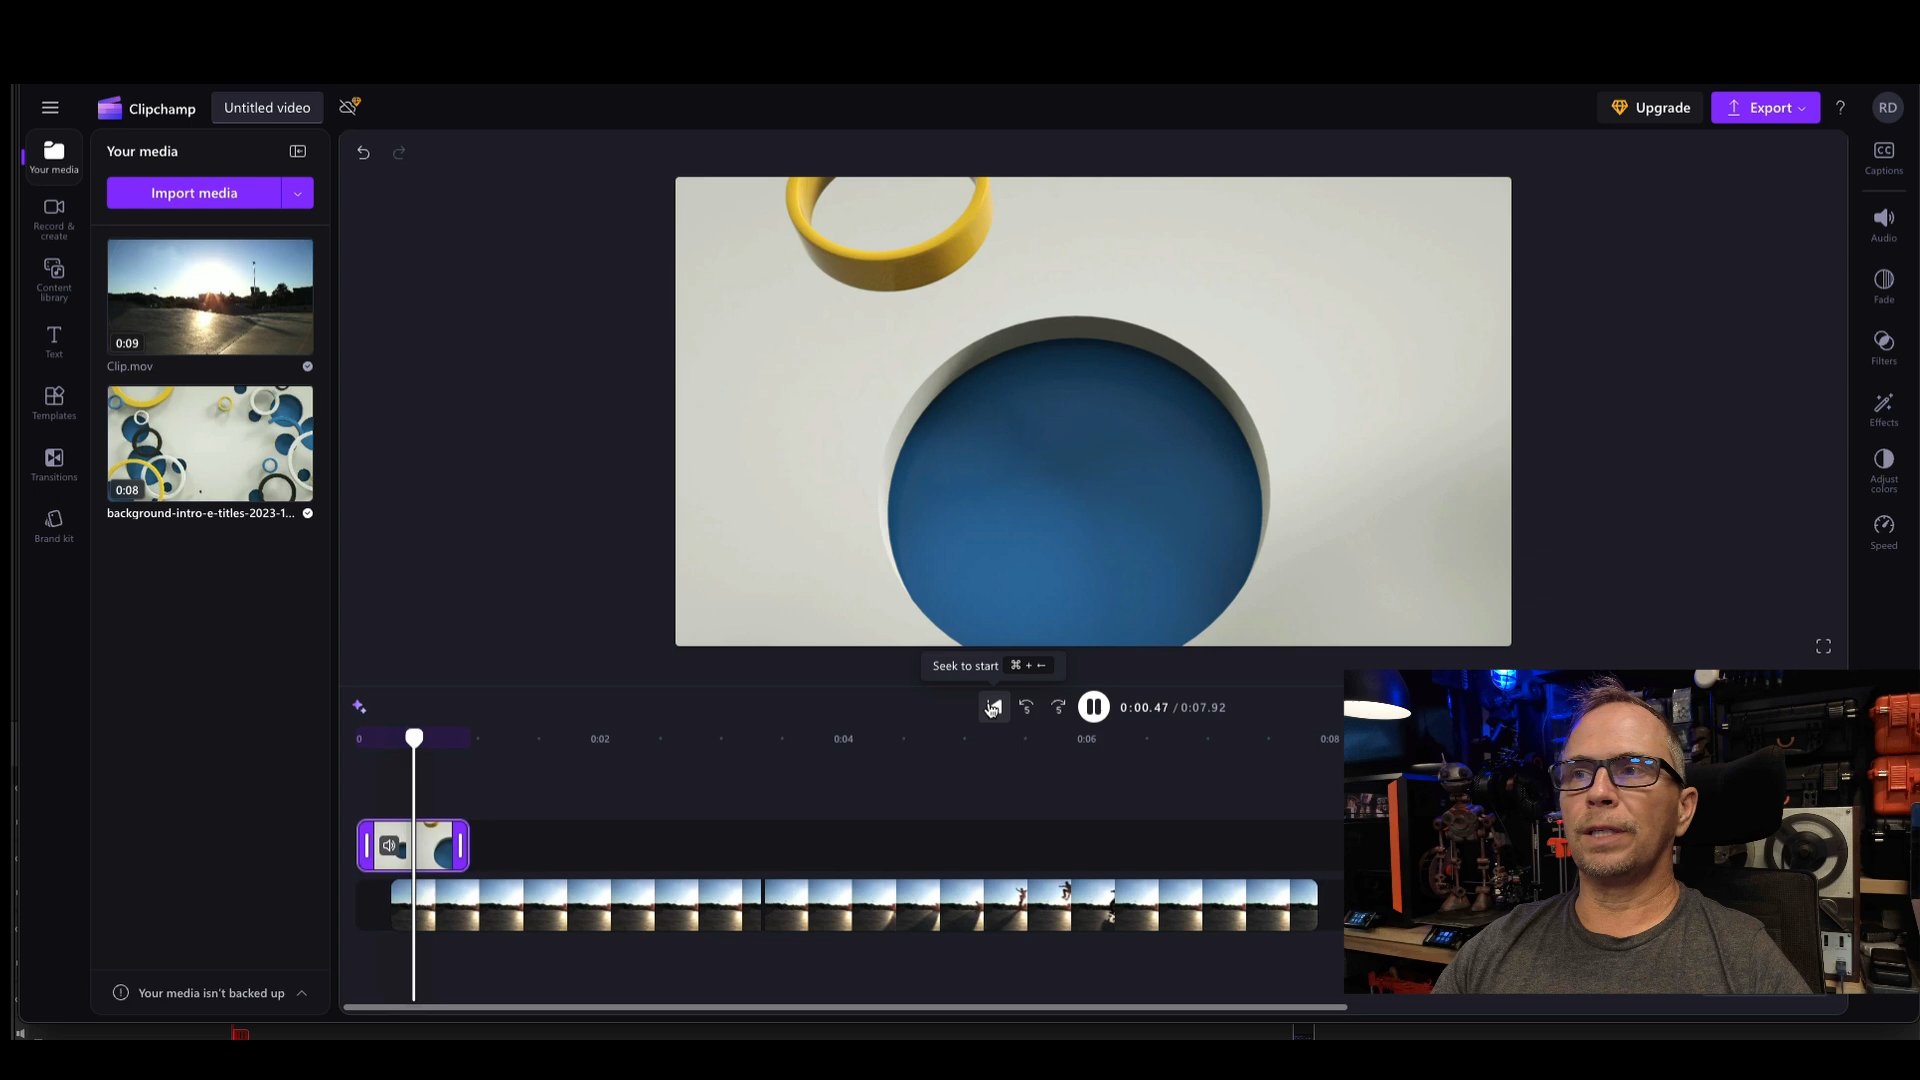 Clipchamp
Untitled video
Upgrade
Export
?
RD
Your media
Import media
Your media
Record &
create
Content
library
Text
Templates
Transitions
Brand kit
0:09
Clip.mov
0:08
background-intro-e-titles-2023-1...
Your media isn't backed up
Captions
CC
Audio
Fade
Filters
Effects
Adjust
colors
Speed
Seek to start ⌘ + ←
5
5
0:00.47 / 0:07.92
0
0:02
0:04
0:06
0:08